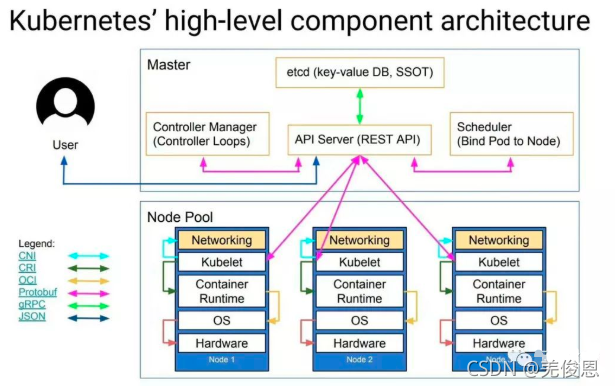 Kubernetes’ high-level component architecture
Master
etcd (key-value DB, SSOT)
User
Controller Manager
(Controller Loops)
API Server (REST API)
Scheduler
(Bind Pod to Node)
Node Pool
Legend:
CNI
CRI
OCI
Protobuf
gRPC
JSON
Networking
Kubelet
Container
Runtime
OS
Hardware
Node 1
Networking
Kubelet
Container
Runtime
OS
Hardware
Node 2
Networking
Kubelet
Container
Runtime
OS
Hardware
CSDN @羌俊恩